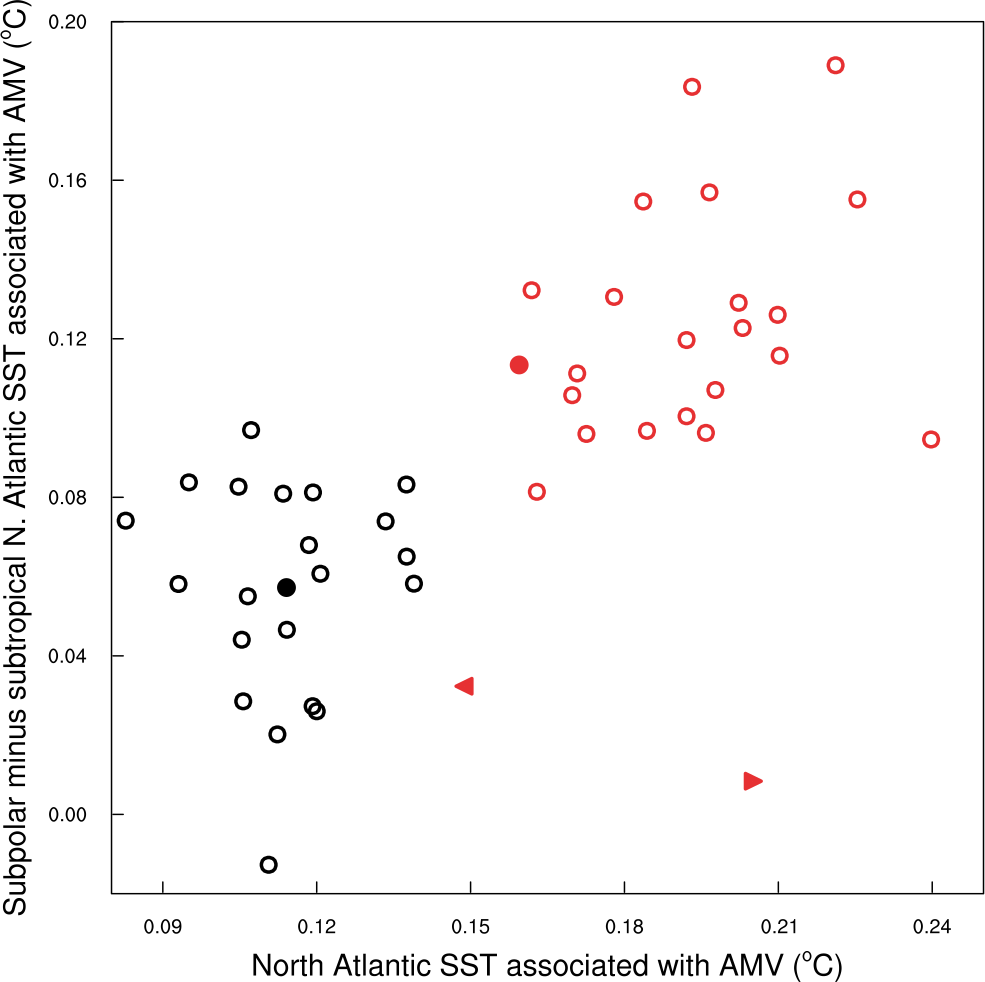 Subpolar minus subtropical N. Atlantic SST associated with AMV (°C)
0.20
0.16
0.12
0.08
0.04
0.00
0.09 0.12 0.15 0.18 0.21 0.24
North Atlantic SST associated with AMV (°C)